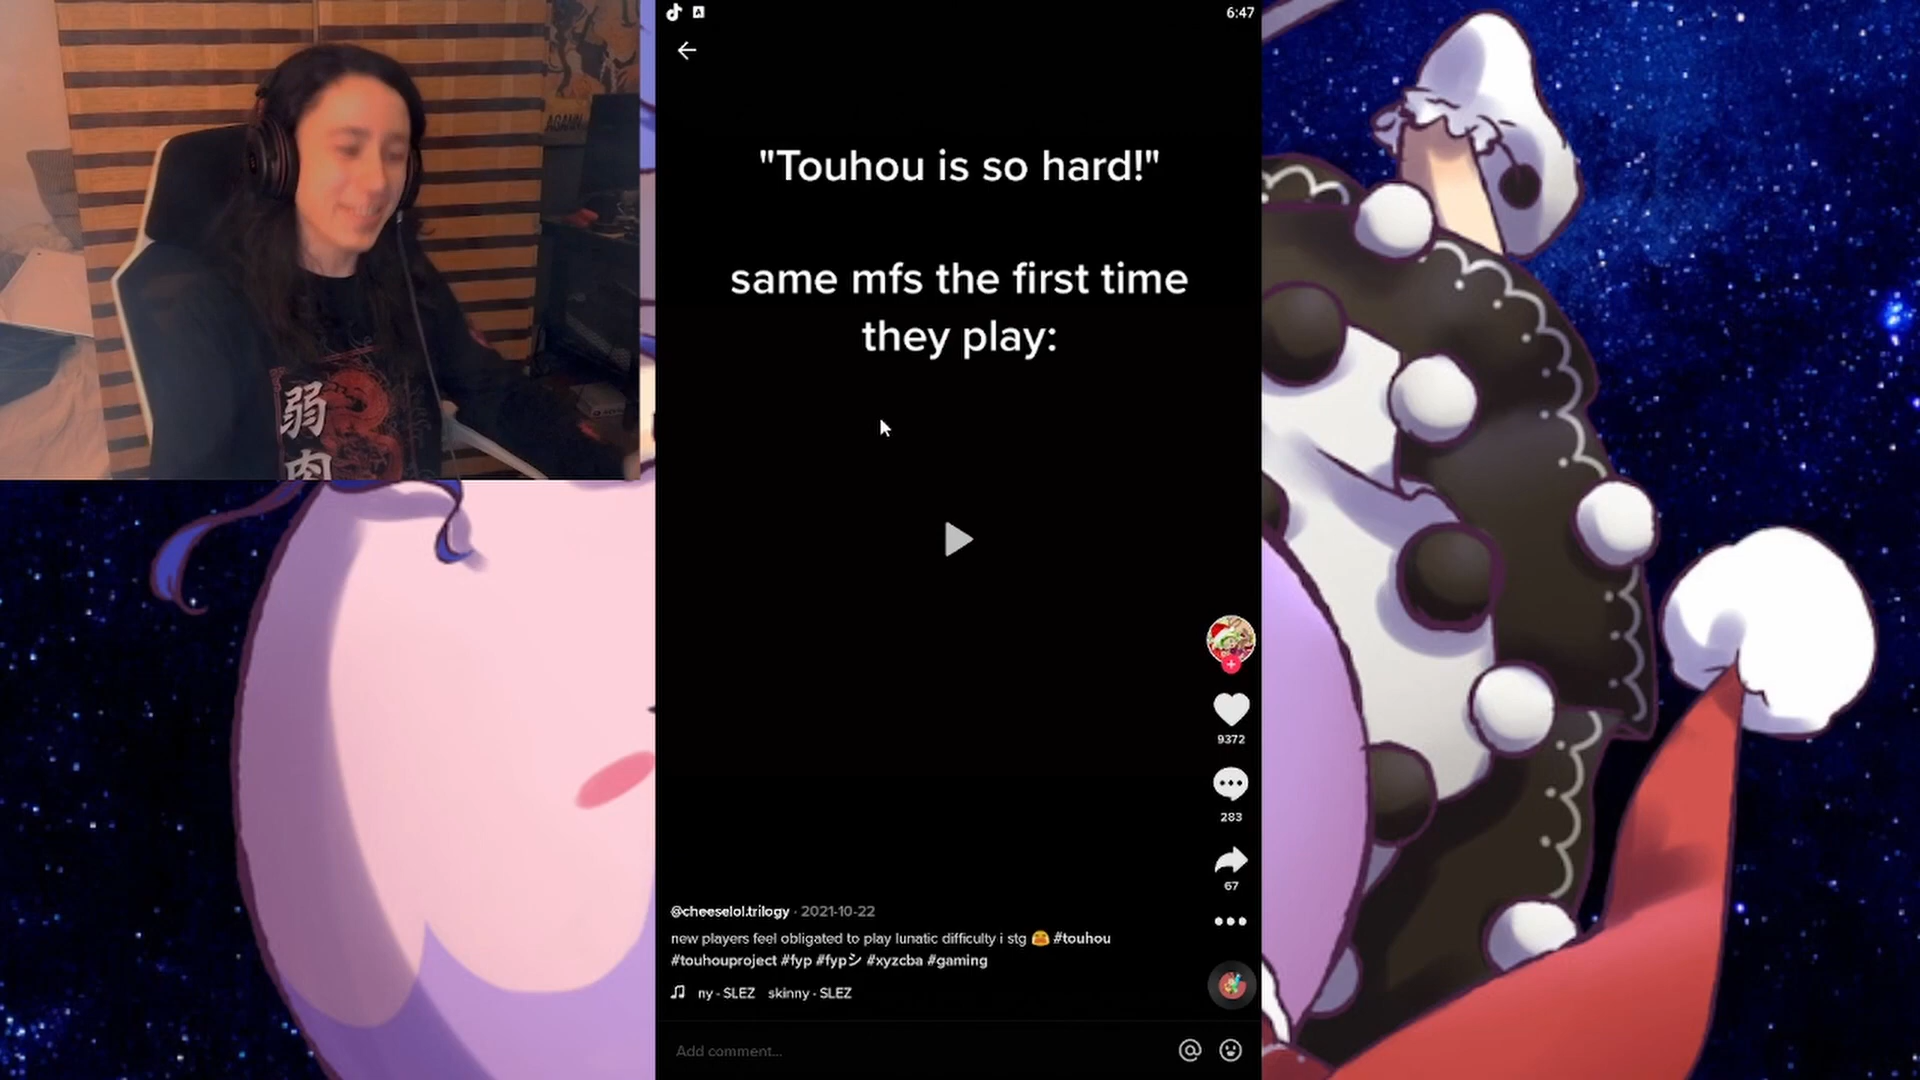 6:47
AGANN
弱
肉
"Touhou is so hard!"
same mfs the first time
they play:
9372
283
67
@cheeselol.trilogy · 2021-10-22
new players feel obligated to play lunatic difficulty i stg 😩 #touhou
#touhouproject #fyp #fypシ #xyzcba #gaming
ny - SLEZ skinny - SLEZ
Add comment...